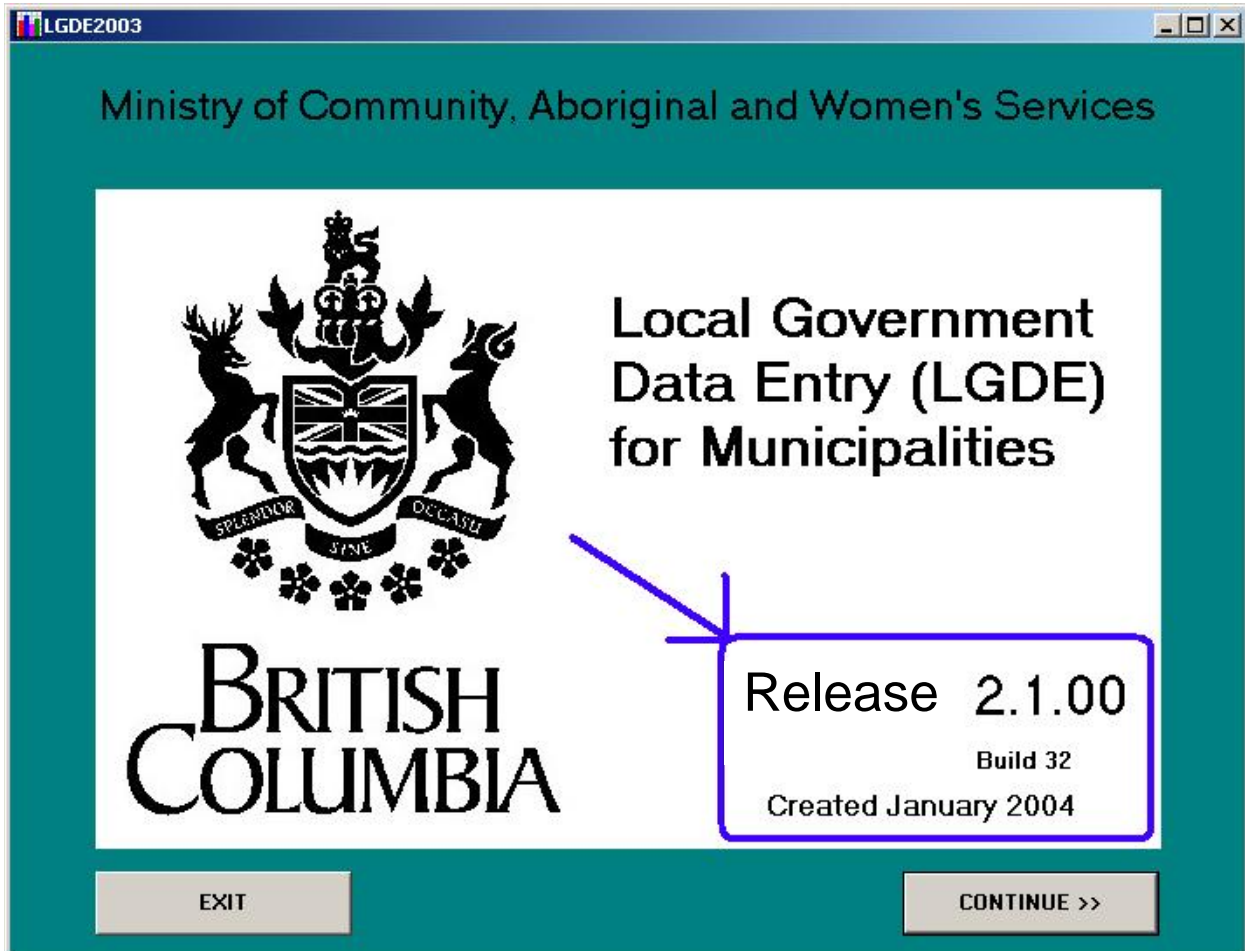 LGDE2003
Ministry of Community, Aboriginal and Women's Services
Local Government
Data Entry (LGDE)
for Municipalities
SPLENDOR
SINE
OCCASU
BRITISH
COLUMBIA
Release 2.1.00
Build 32
Created January 2004
EXIT
CONTINUE >>